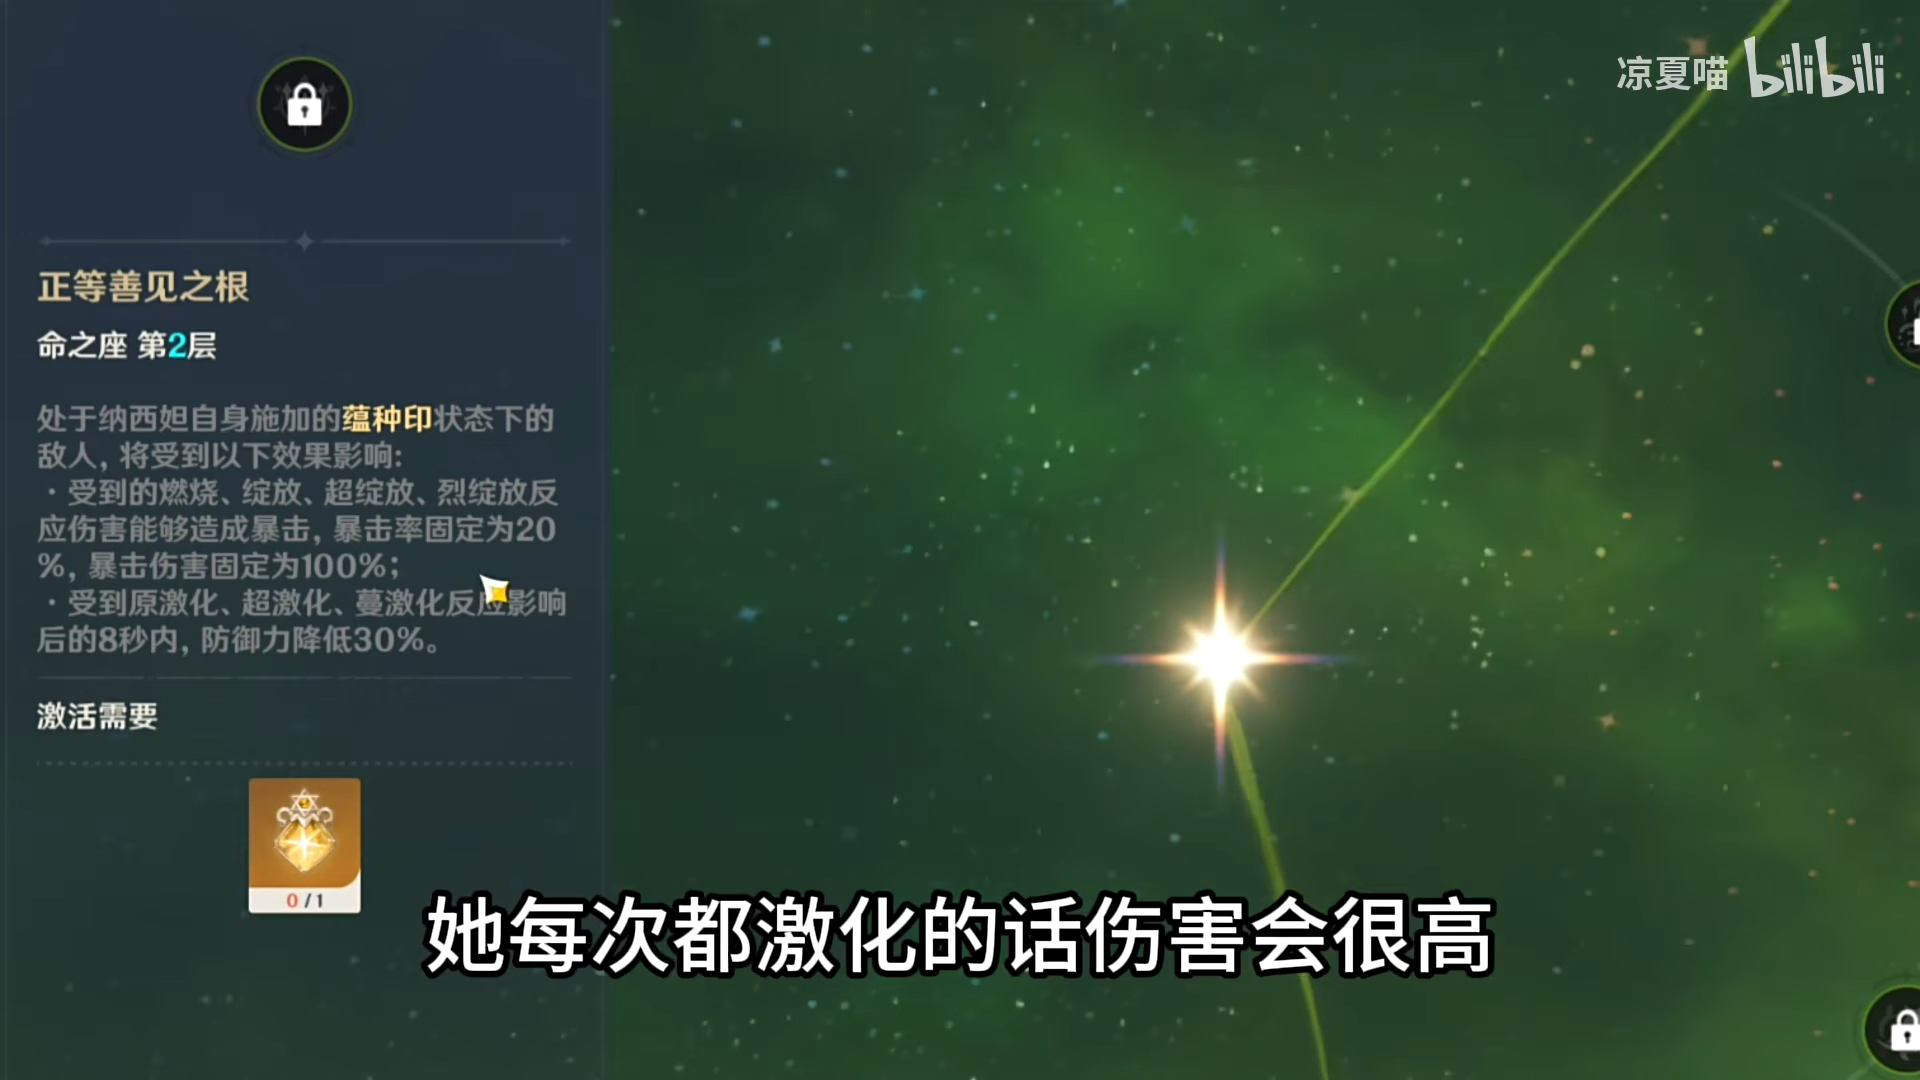 凉夏喵 bilibili
正等善见之根
命之座 第2层
处于纳西妲自身施加的蕴种印状态下的
敌人，将受到以下效果影响:
·受到的燃烧、绽放、超绽放、烈绽放反
应伤害能够造成暴击，暴击率固定为20
%，暴击伤害固定为100%；
·受到原激化、超激化、蔓激化反应影响
后的8秒内，防御力降低30%。
激活需要
0/1
她每次都激化的话伤害会很高